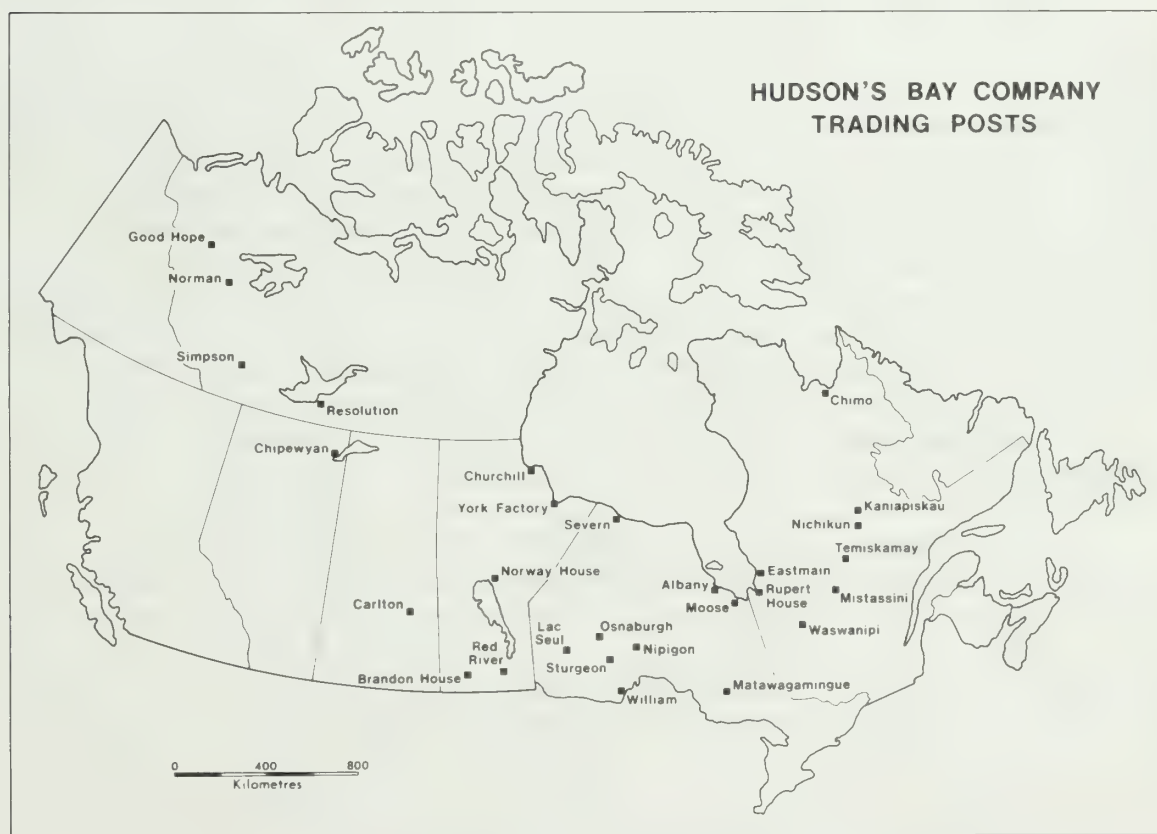 HUDSON'S BAY COMPANY
TRADING POSTS
Good Hope
Norman
Simpson
Resolution
Chipewyan
Chimo
Churchill
York Factory
Severn
Kaniapiskau
Nichikun
Temiskamay
Norway House
Eastmain
Albany
Rupert
House
Moose
Mistassini
Carlton
Waswanipi
Lac
Seul
Osnaburgh
Nipigon
Sturgeon
Red
River
Brandon House
William
Matawagamingue
0 400 800
Kilometres